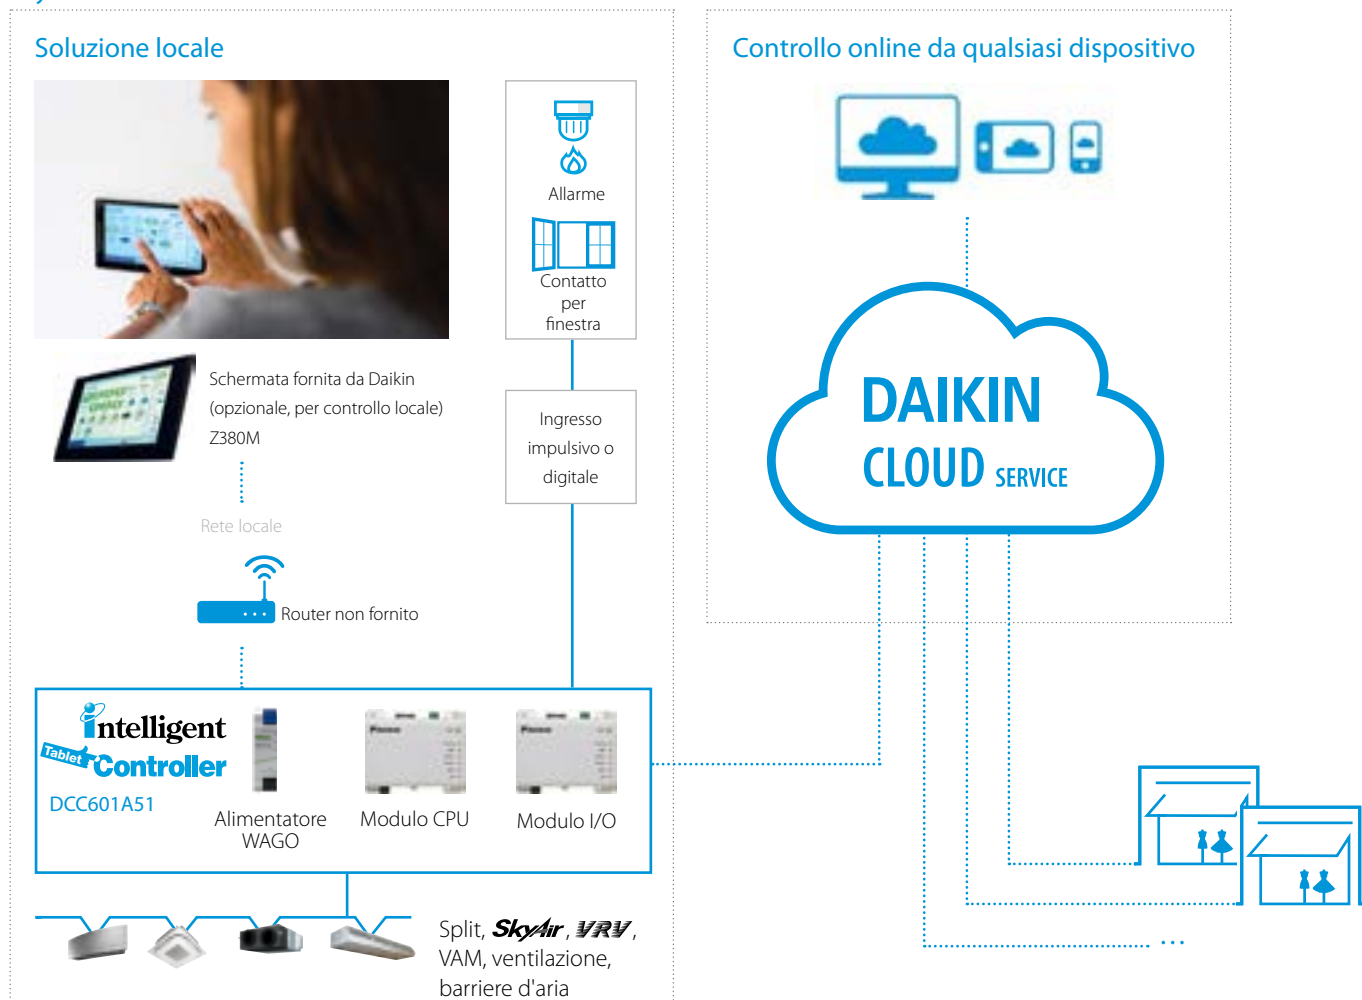 Soluzione locale
Allarme
Contatto
per
finestra
Schermata fornita da Daikin
(opzionale, per controllo locale)
Z380M
Ingresso
impulsivo o
digitale
Rete locale
Router non fornito
intelligent
Tablet Controller
DCC601A51
Alimentatore
WAGO
Modulo CPU
Modulo I/O
Split, SkyAir, VRV,
VAM, ventilazione,
barriere d'aria
Controllo online da qualsiasi dispositivo
DAIKIN
CLOUD SERVICE
...